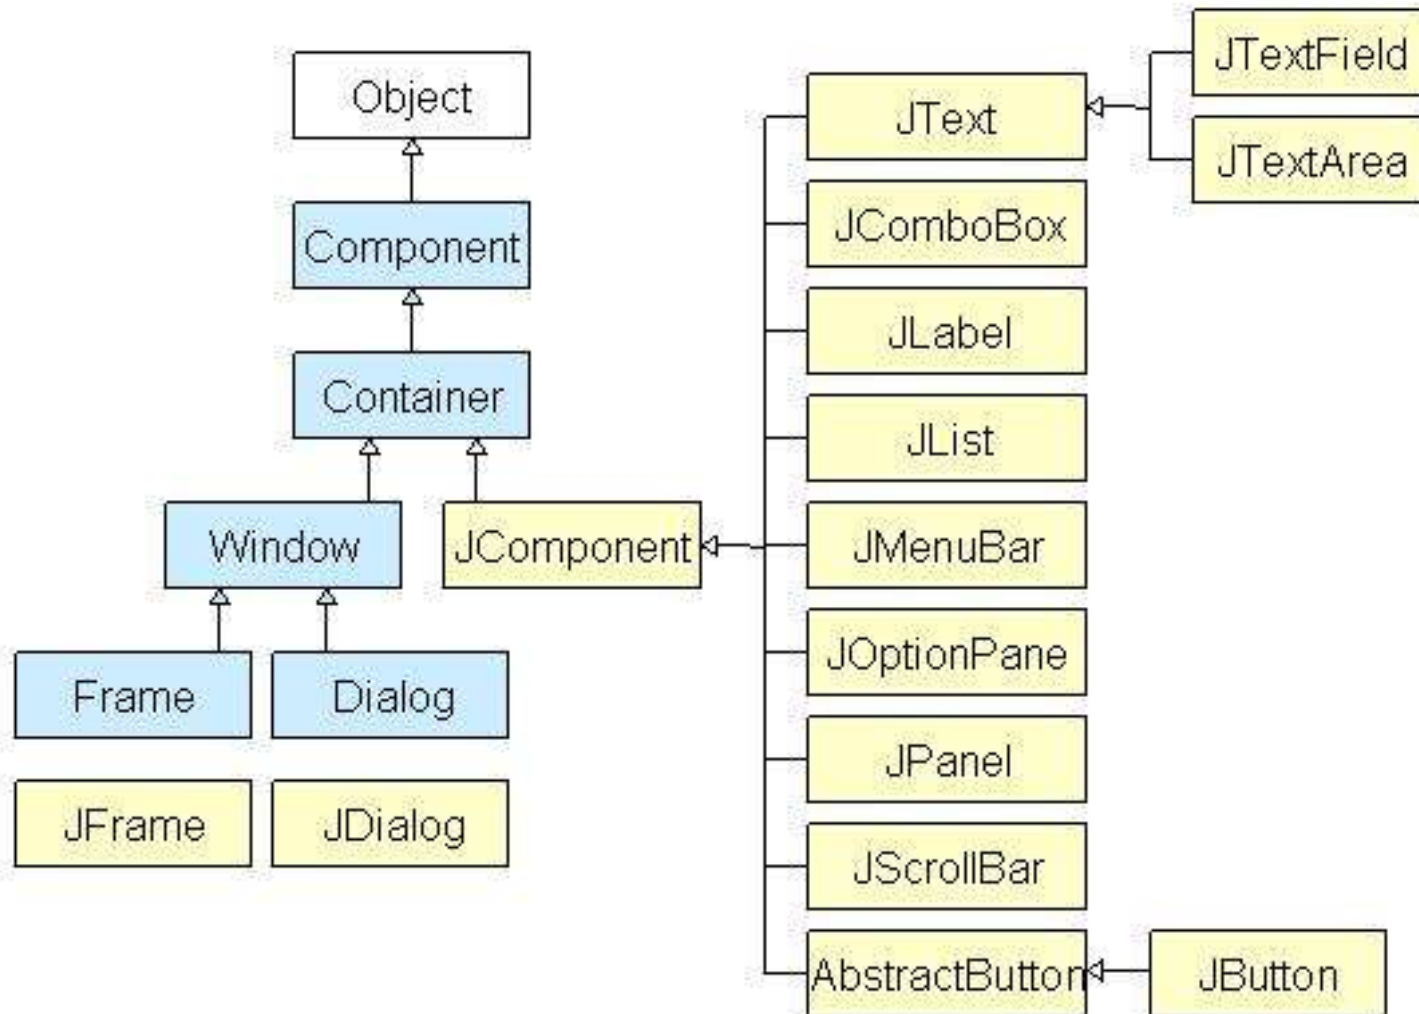 Object
Component
Container
Window
JComponent
Frame
Dialog
JFrame
JDialog
JText
JComboBox
JLabel
JList
JMenuBar
JOptionPane
JPanel
JScrollBar
AbstractButton
JTextField
JTextArea
JButton